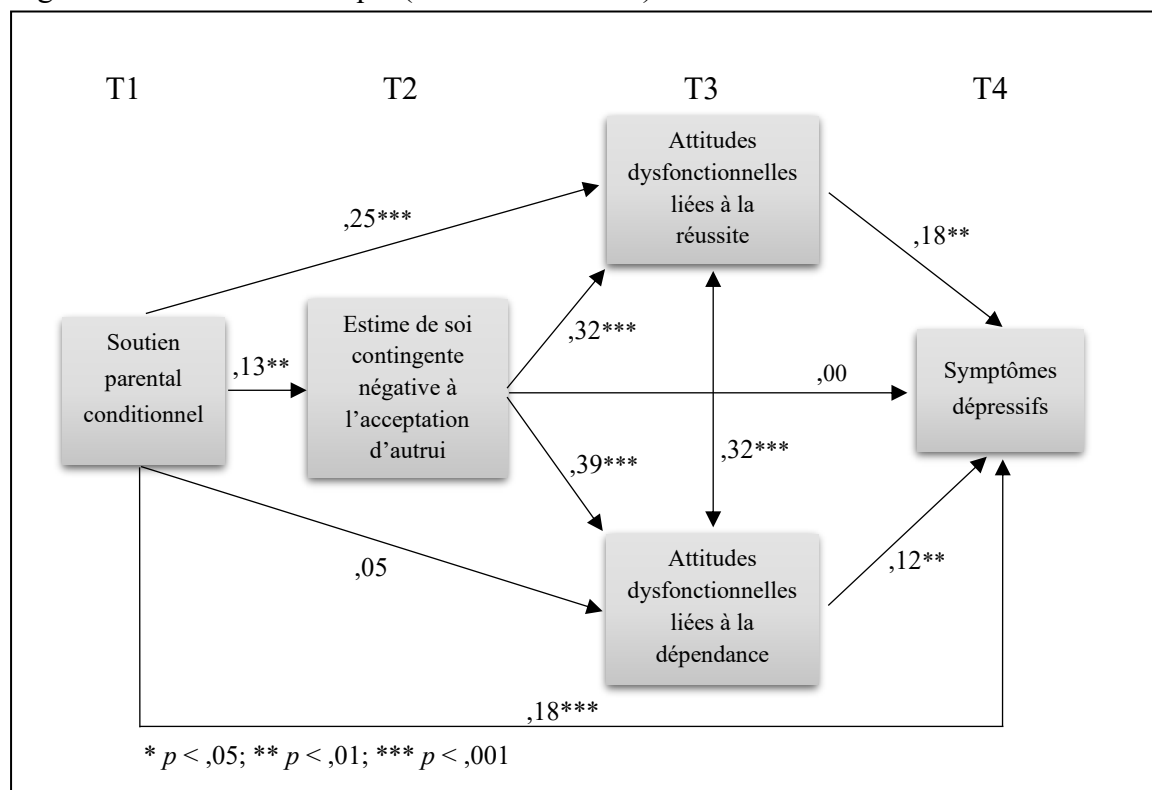 T1 T2 T3 T4
Attitudes
dysfonctionnelles
liées à la
réussite
,25***
,18**
Soutien
parental
conditionnel
,13**
Estime de soi
contingente
négative à
l’acceptation
d’autrui
,32***
,00
Symptômes
dépressifs
,39***
,32***
,05
Attitudes
dysfonctionnelles
liées à la
dépendance
,12**
,18***
* p < ,05; ** p < ,01; *** p < ,001